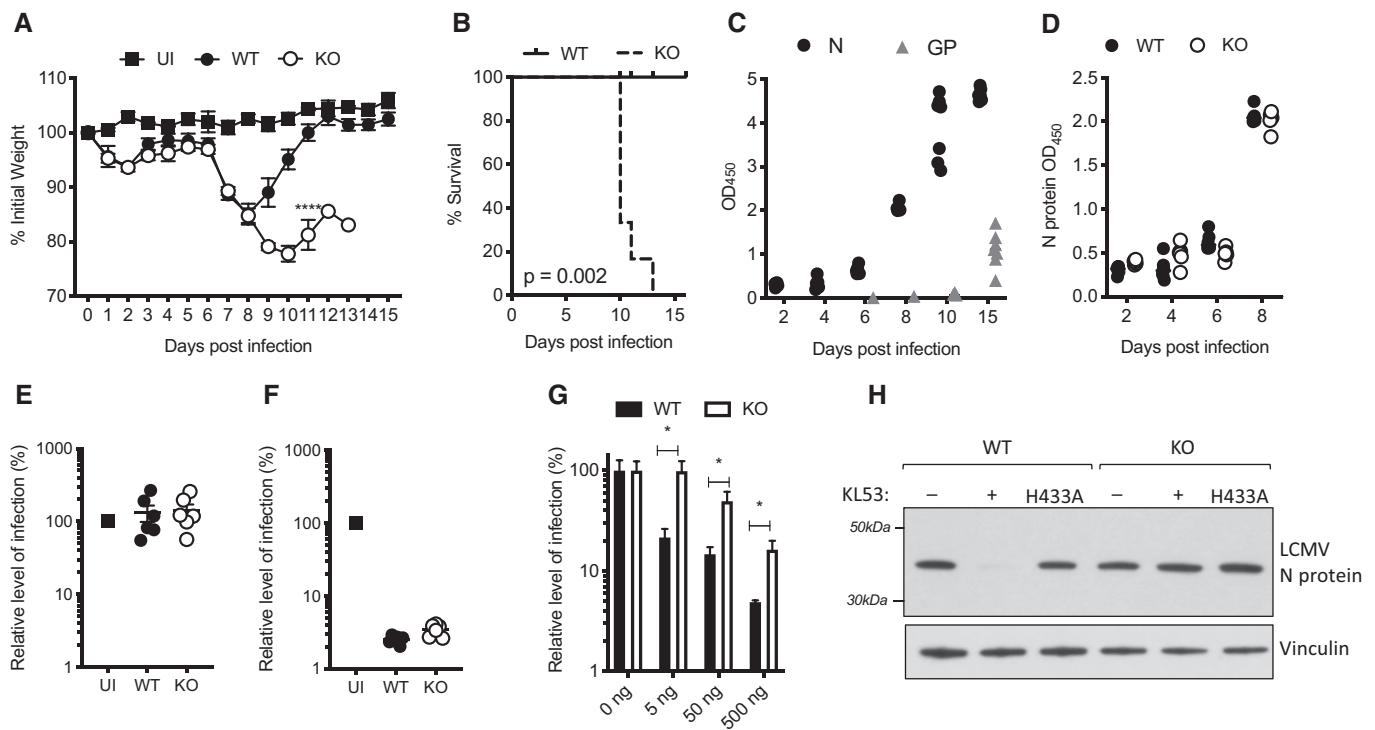 A
UI WT KO
% Initial Weight
110
100
90
80
70
****
0 1 2 3 4 5 6 7 8 9 10 11 12 13 14 15
Days post infection
B
WT KO
% Survival
100
80
60
40
20
0
p = 0.002
0 5 10 15
Days post infection
C
N GP
OD450
5
4
3
2
1
0
2 4 6 8 10 15
Days post infection
D
WT KO
N protein OD450
2.5
2.0
1.5
1.0
0.5
0.0
2 4 6 8
Days post infection
E
Relative level of infection (%)
1000
100
10
1
UI WT KO
F
Relative level of infection (%)
1000
100
10
1
UI WT KO
G
WT KO
Relative level of infection (%)
100
10
1
* * *
0 ng 5 ng 50 ng 500 ng
H
WT KO
KL53: – + H433A – + H433A
50kDa
30kDa
LCMV
N protein
Vinculin